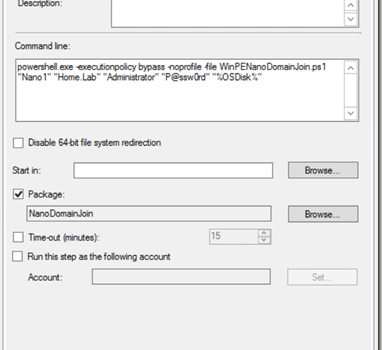 Description:
Command line:
powershell.exe -executionpolicy bypass -noprofile -file WinPENanoDomainJoin.ps1
"Nano1" "Home.Lab" "Administrator" "P@ssw0rd" "%OSDisk%"
Disable 64-bit file system redirection
Start in:
Browse...
Package:
NanoDomainJoin
Browse...
Time-out (minutes):
15
Run this step as the following account
Account:
Set...